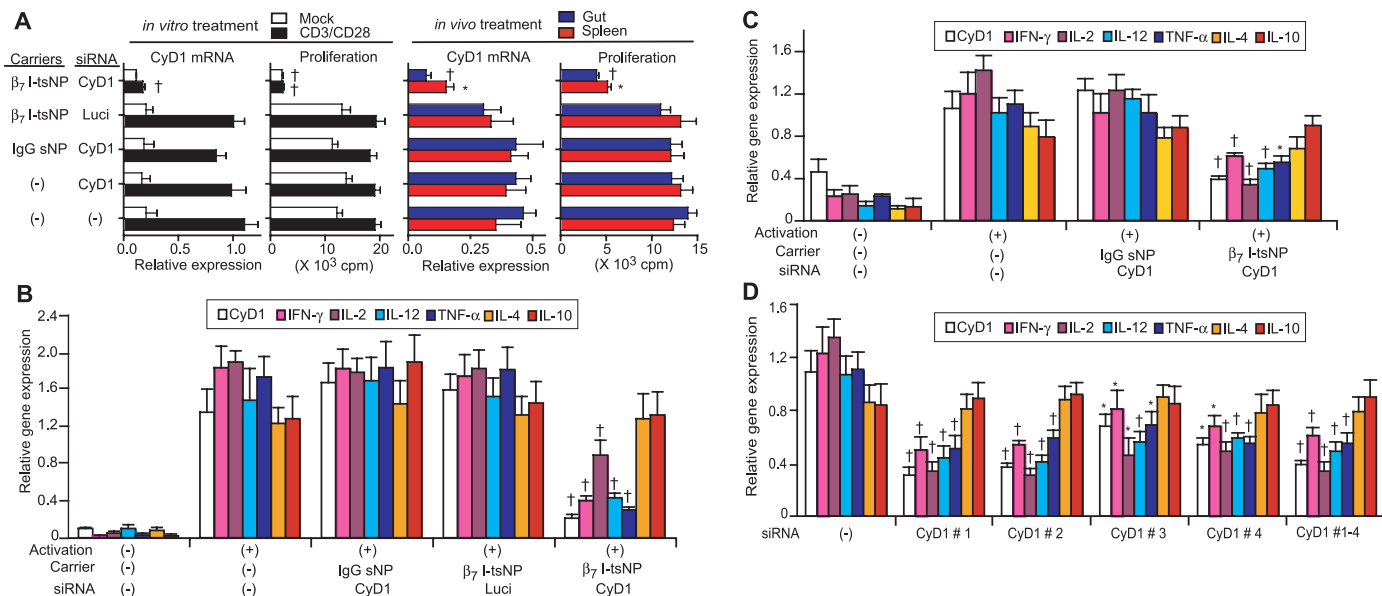 A
in vitro treatment
Mock
CD3/CD28
in vivo treatment
Gut
Spleen
Carriers siRNA
CyD1 mRNA
Proliferation
CyD1 mRNA
Proliferation
β7 I-tsNP CyD1 † † † † * † *
β7 I-tsNP Luci
IgG sNP CyD1
(-) CyD1
(-) (-)
0.0 0.5 1.0
0 10 20
0 0.25 0.5
0 5 10 15
Relative expression
(X 10³ cpm)
Relative expression
(X 10³ cpm)
B
CyD1 IFN-γ IL-2 IL-12 TNF-α IL-4 IL-10
Relative gene expression
2.4
2.0
1.6
1.2
0.8
0.4
0
† † † † †
Activation (-) (+) (+) (+) (+)
Carrier (-) (-) IgG sNP β7 I-tsNP β7 I-tsNP
siRNA (-) (-) CyD1 Luci CyD1
C
CyD1 IFN-γ IL-2 IL-12 TNF-α IL-4 IL-10
Relative gene expression
1.6
1.2
0.8
0.4
0
† † † † *
Activation (-) (+) (+) (+)
Carrier (-) (-) IgG sNP β7 I-tsNP
siRNA (-) (-) CyD1 CyD1
D
CyD1 IFN-γ IL-2 IL-12 TNF-α IL-4 IL-10
Relative gene expression
1.6
1.2
0.8
0.4
0
† † † † † † † † † † * * * † * * * † † † † † † † †
siRNA (-) CyD1 # 1 CyD1 # 2 CyD1 # 3 CyD1 # 4 CyD1 #1-4